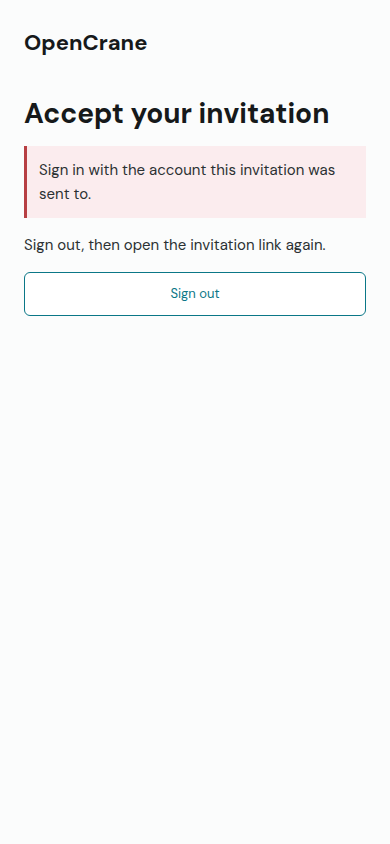 OpenCrane
Accept your invitation
Sign in with the account this invitation was
sent to.
Sign out, then open the invitation link again.
Sign out